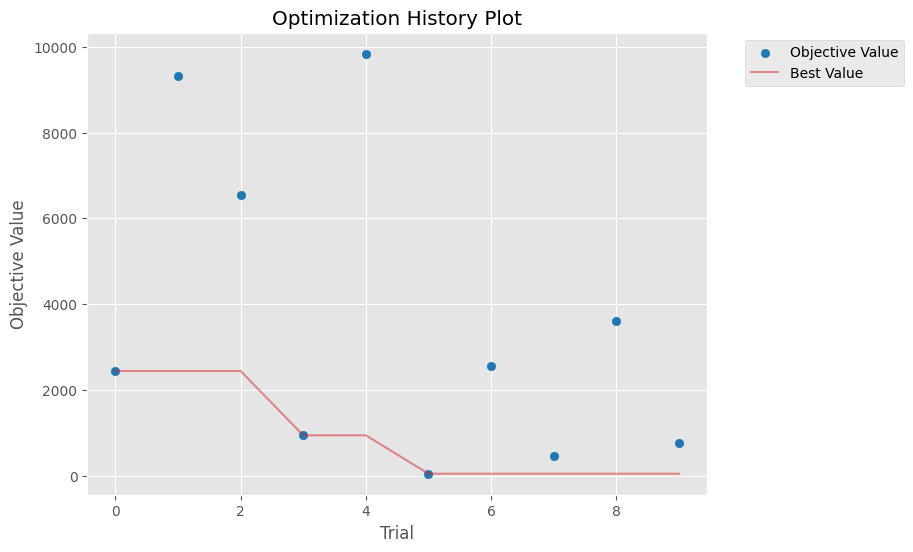 Optimization History Plot
Objective Value
Best Value
10000
8000
6000
4000
2000
0
Objective Value
0 2 4 6 8
Trial